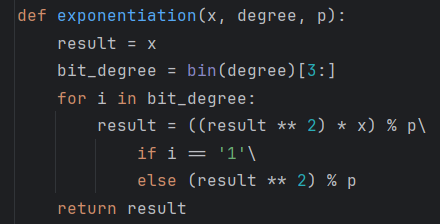 def exponentiation(x, degree, p):
    result = x
    bit_degree = bin(degree)[3:]
    for i in bit_degree:
        result = ((result ** 2) * x) % p\
            if i == '1'\
            else (result ** 2) % p
    return result